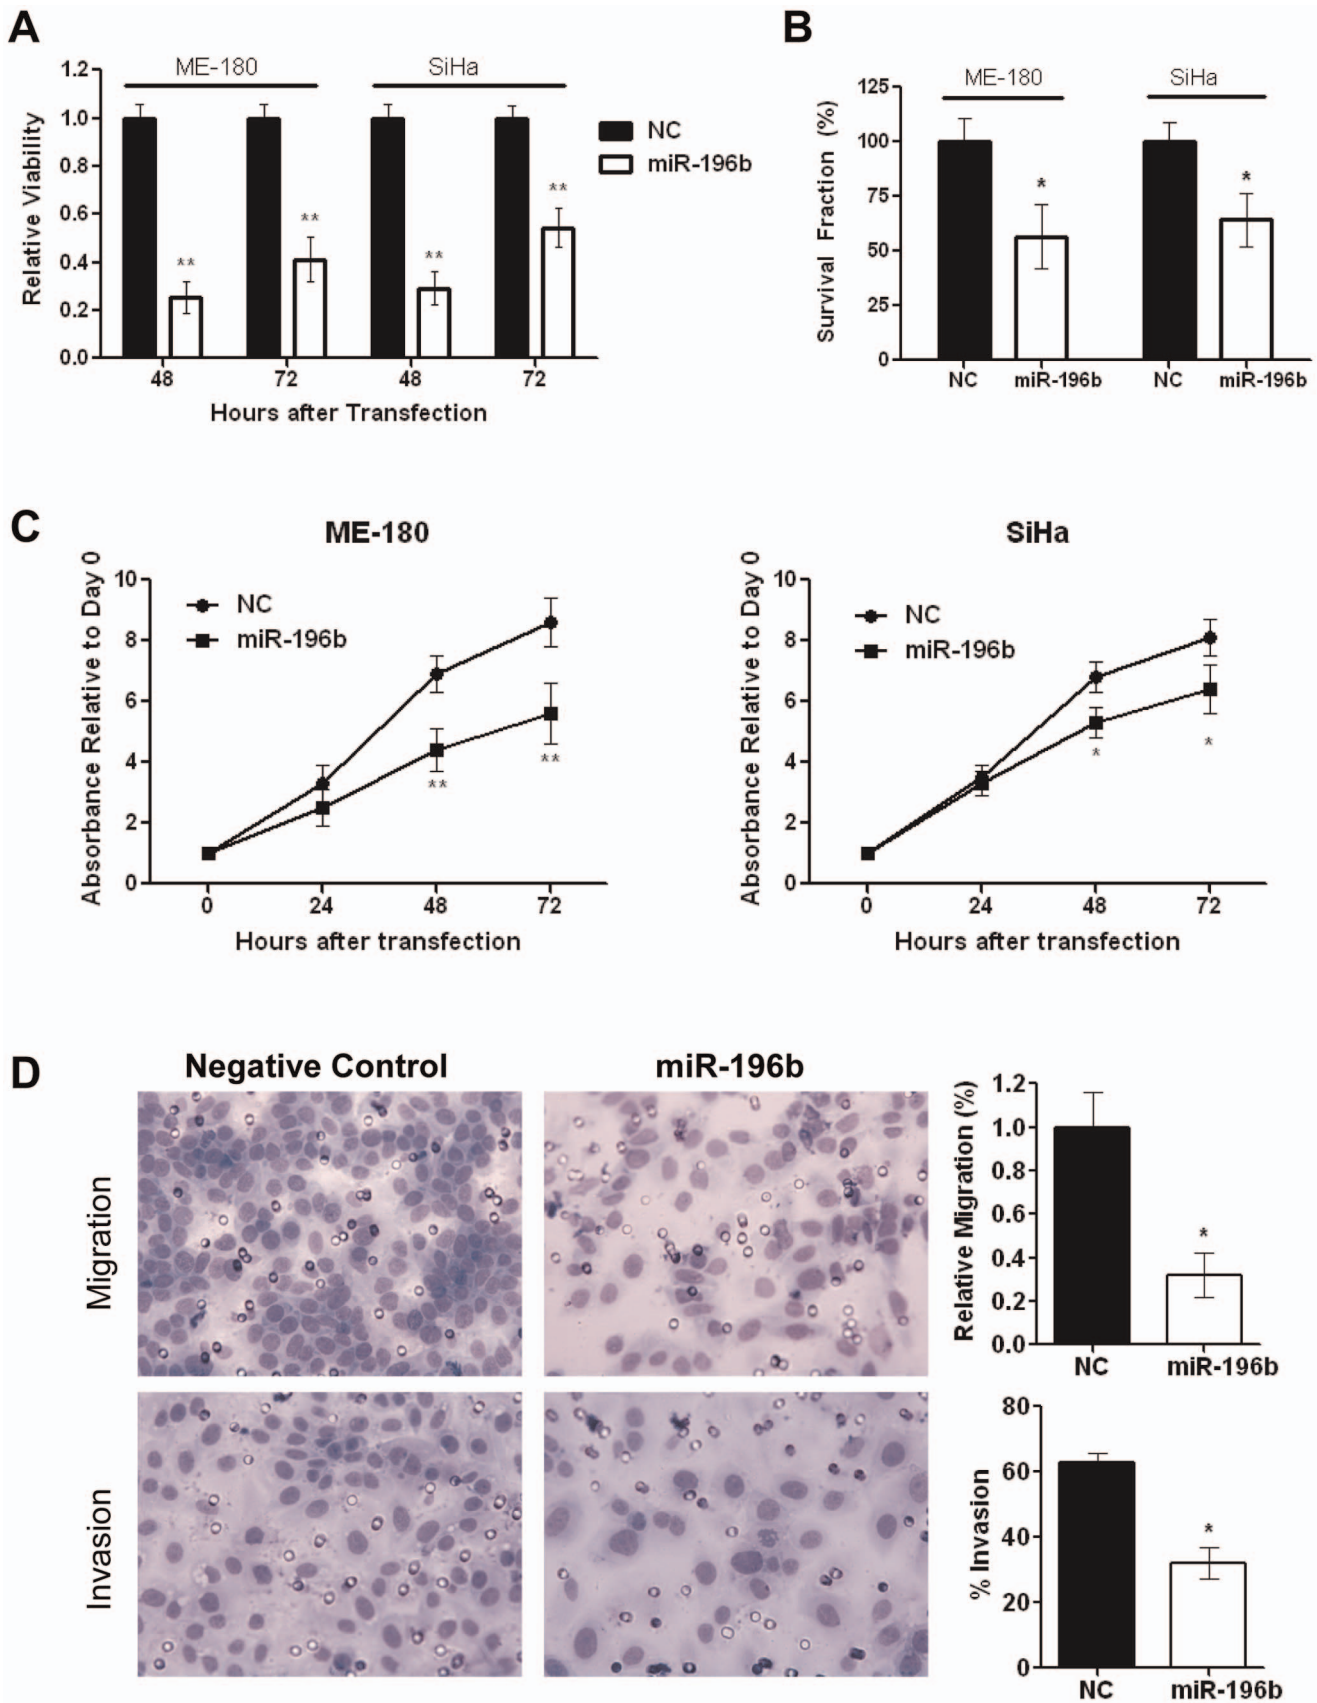 A
ME-180
SiHa
Relative Viability
1.2
1.0
0.8
0.6
0.4
0.2
0.0
**
**
**
**
NC
miR-196b
48
72
48
72
Hours after Transfection
B
ME-180
SiHa
Survival Fraction (%)
125
100
75
50
25
0
*
*
NC
miR-196b
NC
miR-196b
C
ME-180
Absorbance Relative to Day 0
10
8
6
4
2
0
NC
miR-196b
**
**
0
24
48
72
Hours after transfection
SiHa
Absorbance Relative to Day 0
10
8
6
4
2
0
NC
miR-196b
*
*
0
24
48
72
Hours after transfection
D
Negative Control
miR-196b
Migration
Relative Migration (%)
1.2
1.0
0.8
0.6
0.4
0.2
0.0
*
NC
miR-196b
Invasion
% Invasion
80
60
40
20
0
*
NC
miR-196b